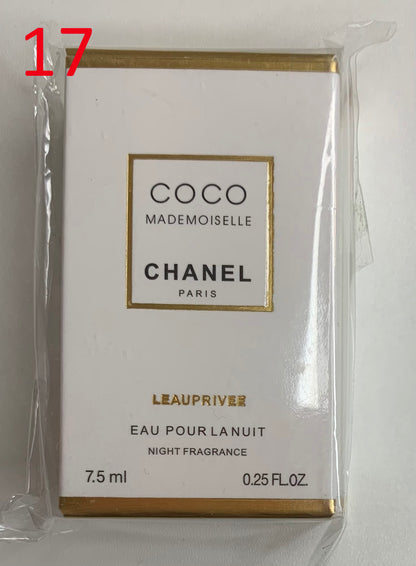 17
COCO
MADEMOISELLE
CHANEL
PARIS
LEAUPRIVEE
EAU POUR LA NUIT
NIGHT FRAGRANCE
7.5 ml 0.25 FL.OZ.